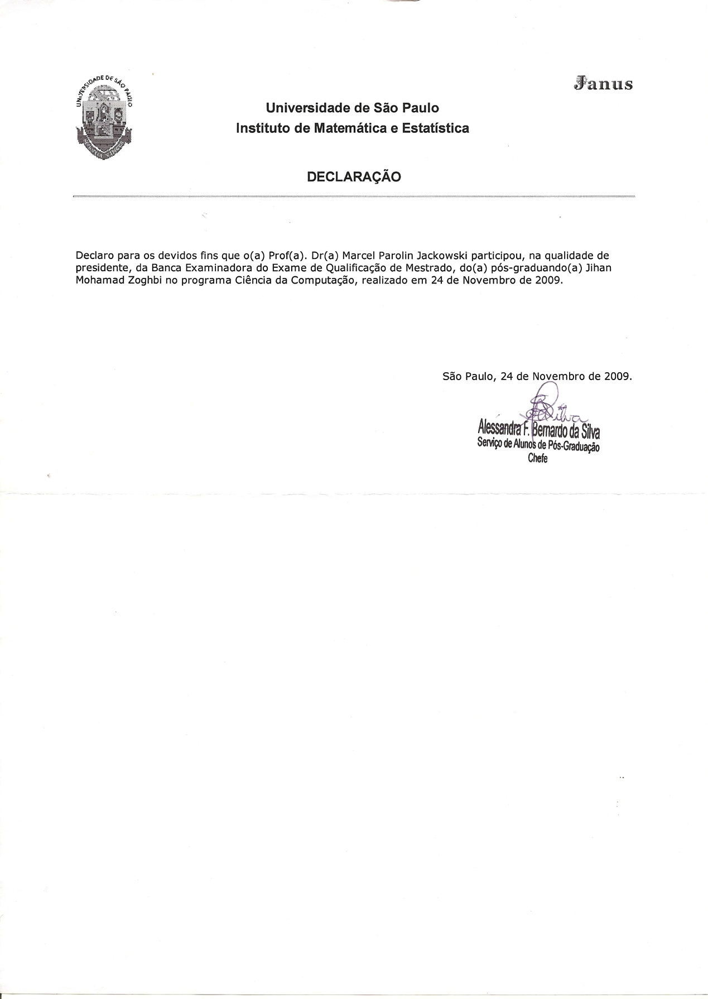 UNIVERSIDADE DE SÃO PAULO
Janus
Universidade de São Paulo
Instituto de Matemática e Estatística
DECLARAÇÃO
Declaro para os devidos fins que o(a) Prof(a). Dr(a) Marcel Parolin Jackowski participou, na qualidade de
presidente, da Banca Examinadora do Exame de Qualificação de Mestrado, do(a) pós-graduando(a) Jihan
Mohamad Zoghbi no programa Ciência da Computação, realizado em 24 de Novembro de 2009.
São Paulo, 24 de Novembro de 2009.
Silva
Alessandra F. Bernardo da Silva
Serviço de Alunos de Pós-Graduação
Chefe